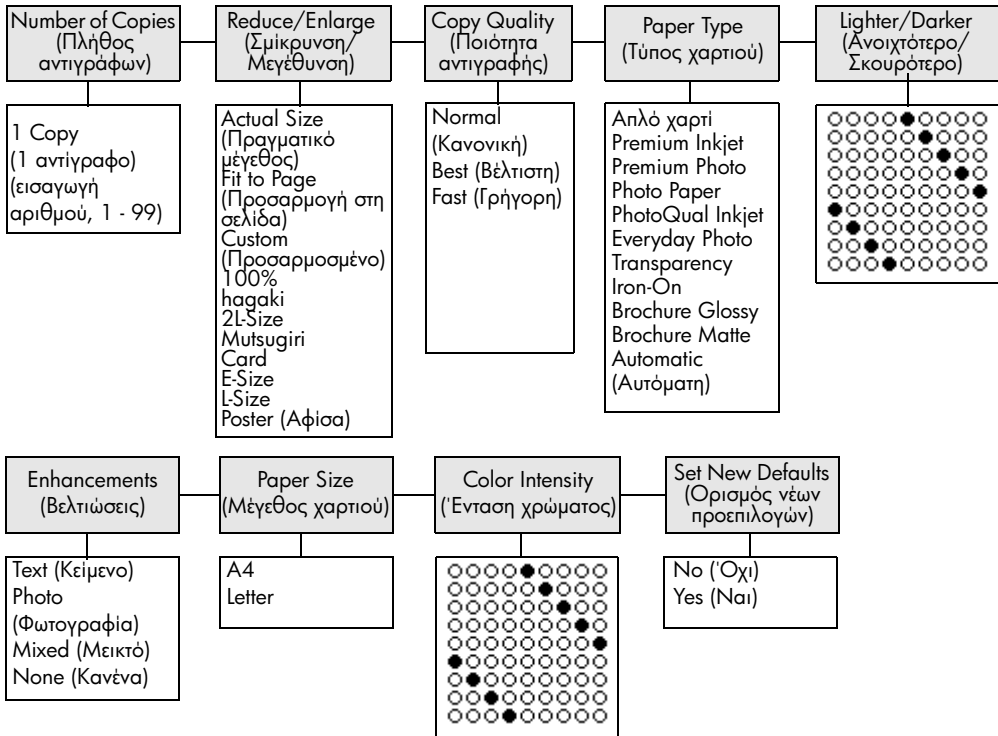 Number of Copies
(Πλήθος
αντιγράφων)
Reduce/Enlarge
(Σμίκρυνση/
Μεγέθυνση)
Copy Quality
(Ποιότητα
αντιγραφής)
Paper Type
(Τύπος χαρτιού)
Lighter/Darker
(Ανοιχτότερο/
Σκουρότερο)
1 Copy
(1 αντίγραφο)
(εισαγωγή
αριθμού, 1 - 99)
Actual Size
(Πραγματικό
μέγεθος)
Fit to Page
(Προσαρμογή στη
σελίδα)
Custom
(Προσαρμοσμένο)
100%
hagaki
2L-Size
Mutsugiri
Card
E-Size
L-Size
Poster (Αφίσα)
Normal
(Κανονική)
Best (Βέλτιστη)
Fast (Γρήγορη)
Απλό χαρτί
Premium Inkjet
Premium Photo
Photo Paper
PhotoQual Inkjet
Everyday Photo
Transparency
Iron-On
Brochure Glossy
Brochure Matte
Automatic
(Αυτόματη)
Enhancements
(Βελτιώσεις)
Paper Size
(Μέγεθος χαρτιού)
Color Intensity
('Ενταση χρώματος)
Set New Defaults
(Ορισμός νέων
προεπιλογών)
Text (Κείμενο)
Photo
(Φωτογραφία)
Mixed (Μεικτό)
None (Κανένα)
A4
Letter
No ('Οχι)
Yes (Ναι)